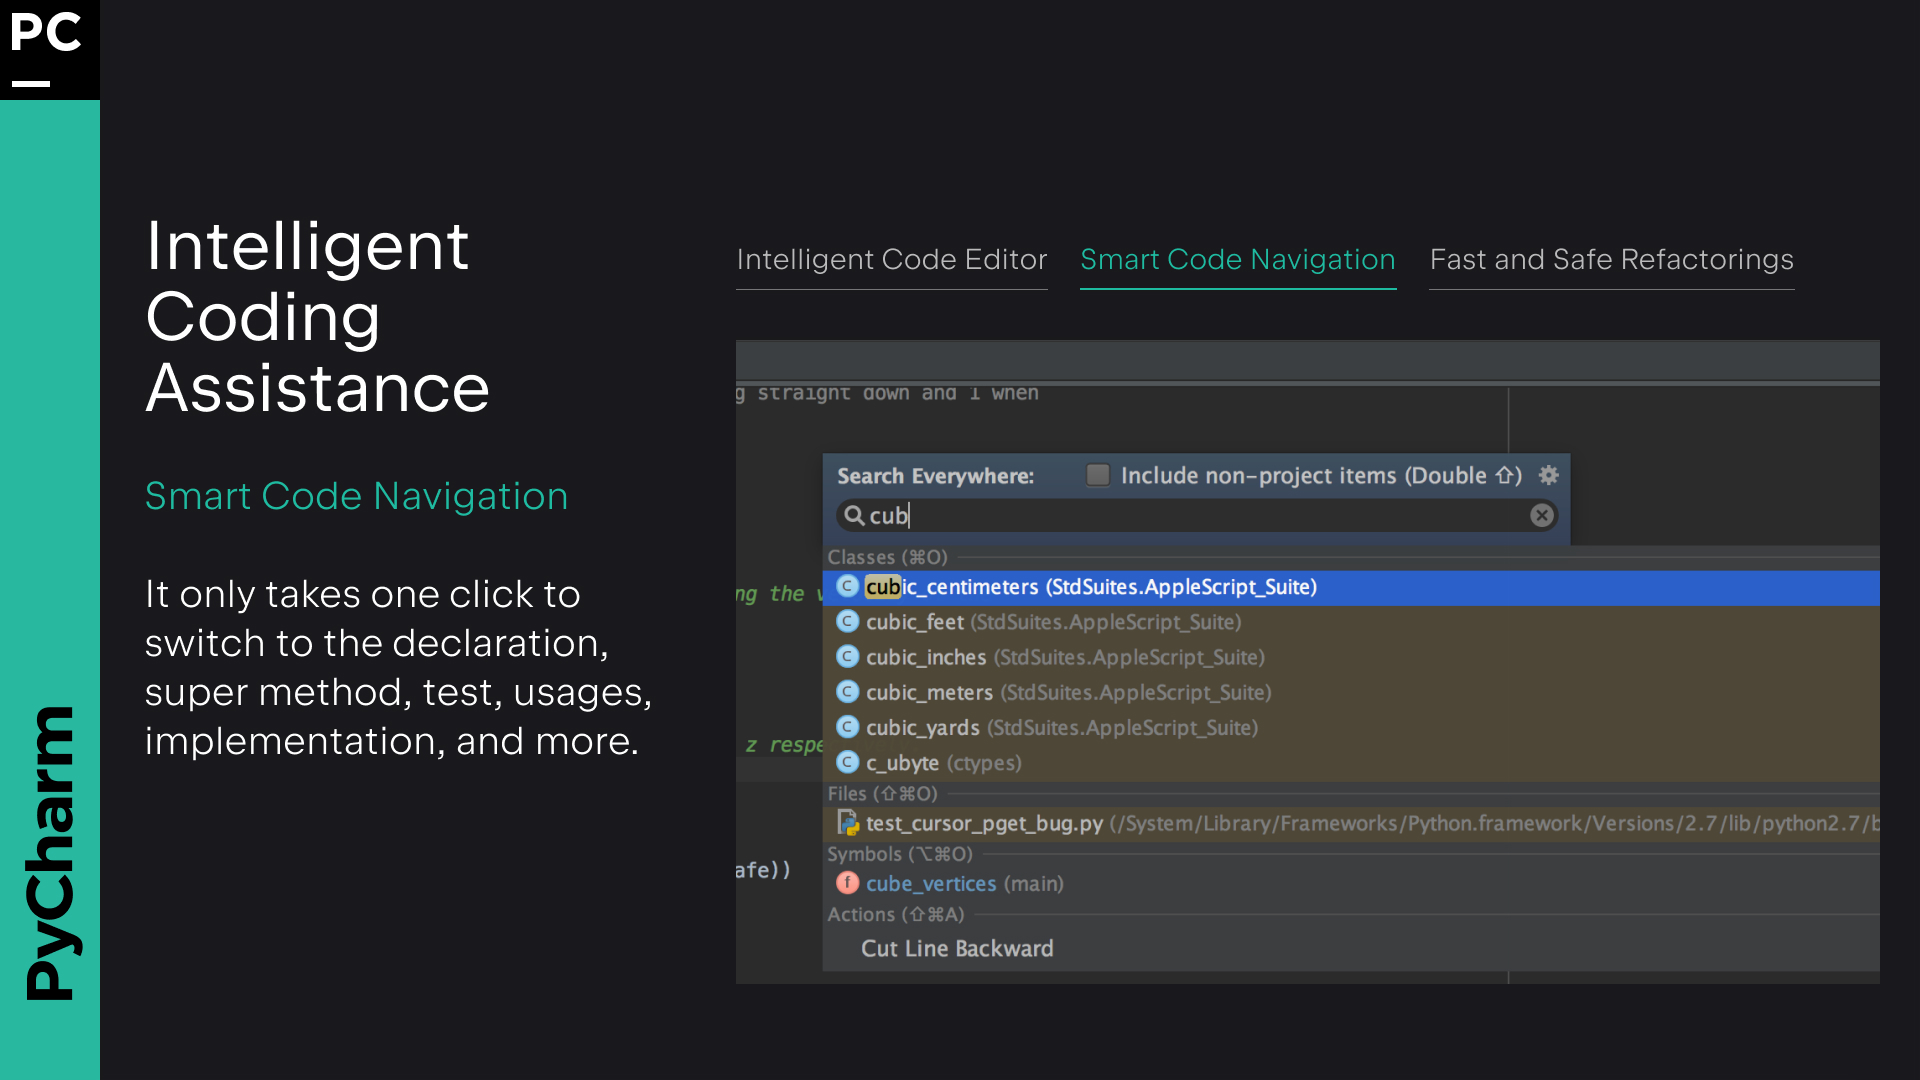 PC
PyCharm
Intelligent
Coding
Assistance
Smart Code Navigation
It only takes one click to
switch to the declaration,
super method, test, usages,
implementation, and more.
Intelligent Code Editor
Smart Code Navigation
Fast and Safe Refactorings
g straight down and 1 when
Search Everywhere:
Include non-project items (Double ⇧)
cub
Classes (⌘O)
ng the v
cubic_centimeters (StdSuites.AppleScript_Suite)
cubic_feet (StdSuites.AppleScript_Suite)
cubic_inches (StdSuites.AppleScript_Suite)
cubic_meters (StdSuites.AppleScript_Suite)
cubic_yards (StdSuites.AppleScript_Suite)
z respe
c_ubyte (ctypes)
Files (⇧⌘O)
test_cursor_pget_bug.py (/System/Library/Frameworks/Python.framework/Versions/2.7/lib/python2.7/b
Symbols (⌥⌘O)
afe))
cube_vertices (main)
Actions (⇧⌘A)
Cut Line Backward